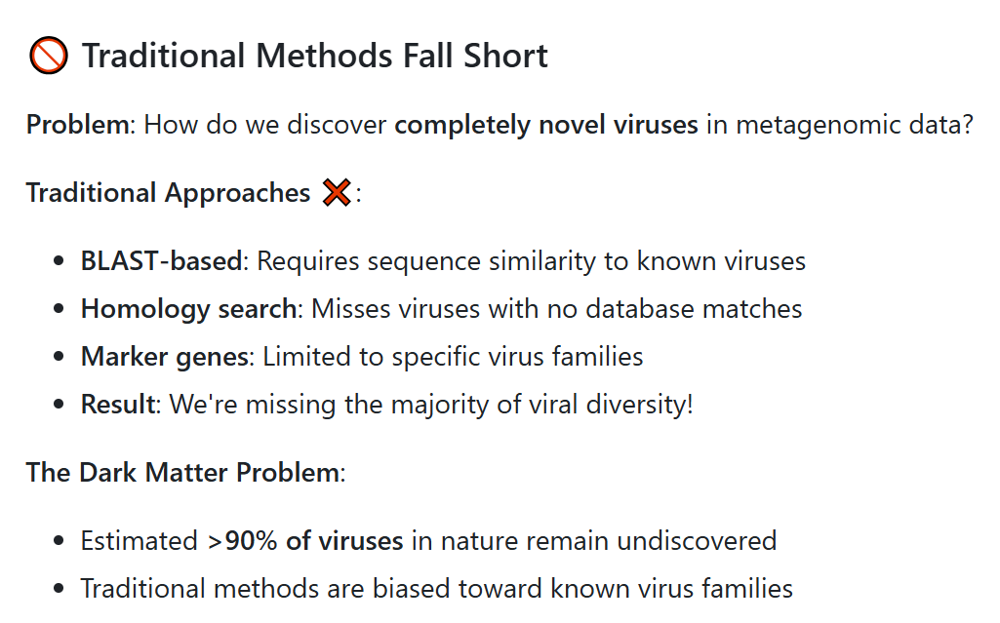 Traditional Methods Fall Short
Problem: How do we discover completely novel viruses in metagenomic data?
Traditional Approaches ❌:
• BLAST-based: Requires sequence similarity to known viruses
• Homology search: Misses viruses with no database matches
• Marker genes: Limited to specific virus families
• Result: We're missing the majority of viral diversity!
The Dark Matter Problem:
• Estimated >90% of viruses in nature remain undiscovered
• Traditional methods are biased toward known virus families